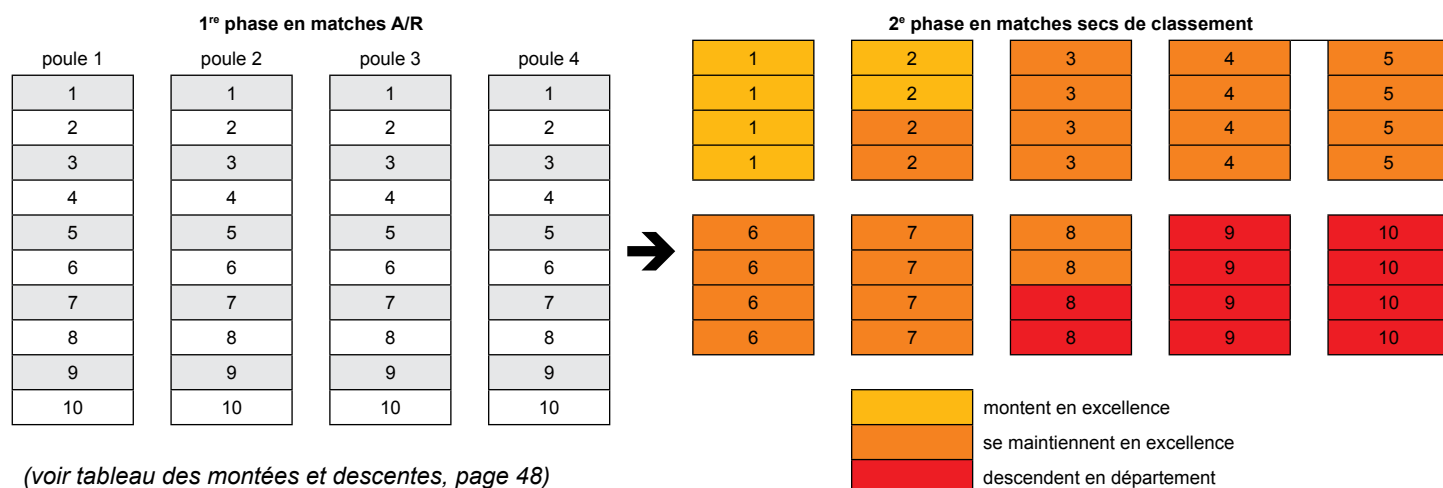 1re phase en matches A/R
poule 1 poule 2 poule 3 poule 4
1 1 1 1
2 2 2 2
3 3 3 3
4 4 4 4
5 5 5 5
6 6 6 6
7 7 7 7
8 8 8 8
9 9 9 9
10 10 10 10
(voir tableau des montées et descentes, page 48)
2e phase en matches secs de classement
1 2 3 4 5
1 2 3 4 5
1 2 3 4 5
1 2 3 4 5
6 7 8 9 10
6 7 8 9 10
6 7 8 9 10
6 7 8 9 10
montent en excellence
se maintiennent en excellence
descendent en département